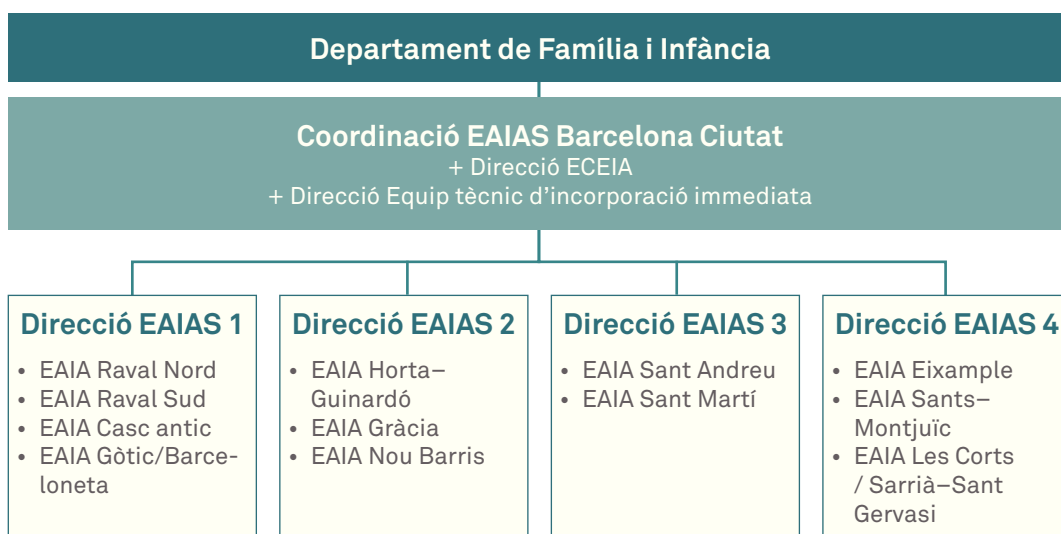 Departament de Família i Infància
Coordinació EAIAS Barcelona Ciutat
+ Direcció ECEIA
+ Direcció Equip tècnic d’incorporació immediata
Direcció EAIAS 1
• EAIA Raval Nord
• EAIA Raval Sud
• EAIA Casc antic
• EAIA Gòtic/Barce-
loneta
Direcció EAIAS 2
• EAIA Horta–
Guinardó
• EAIA Gràcia
• EAIA Nou Barris
Direcció EAIAS 3
• EAIA Sant Andreu
• EAIA Sant Martí
Direcció EAIAS 4
• EAIA Eixample
• EAIA Sants–
Montjuïc
• EAIA Les Corts
/ Sarrià–Sant
Gervasi